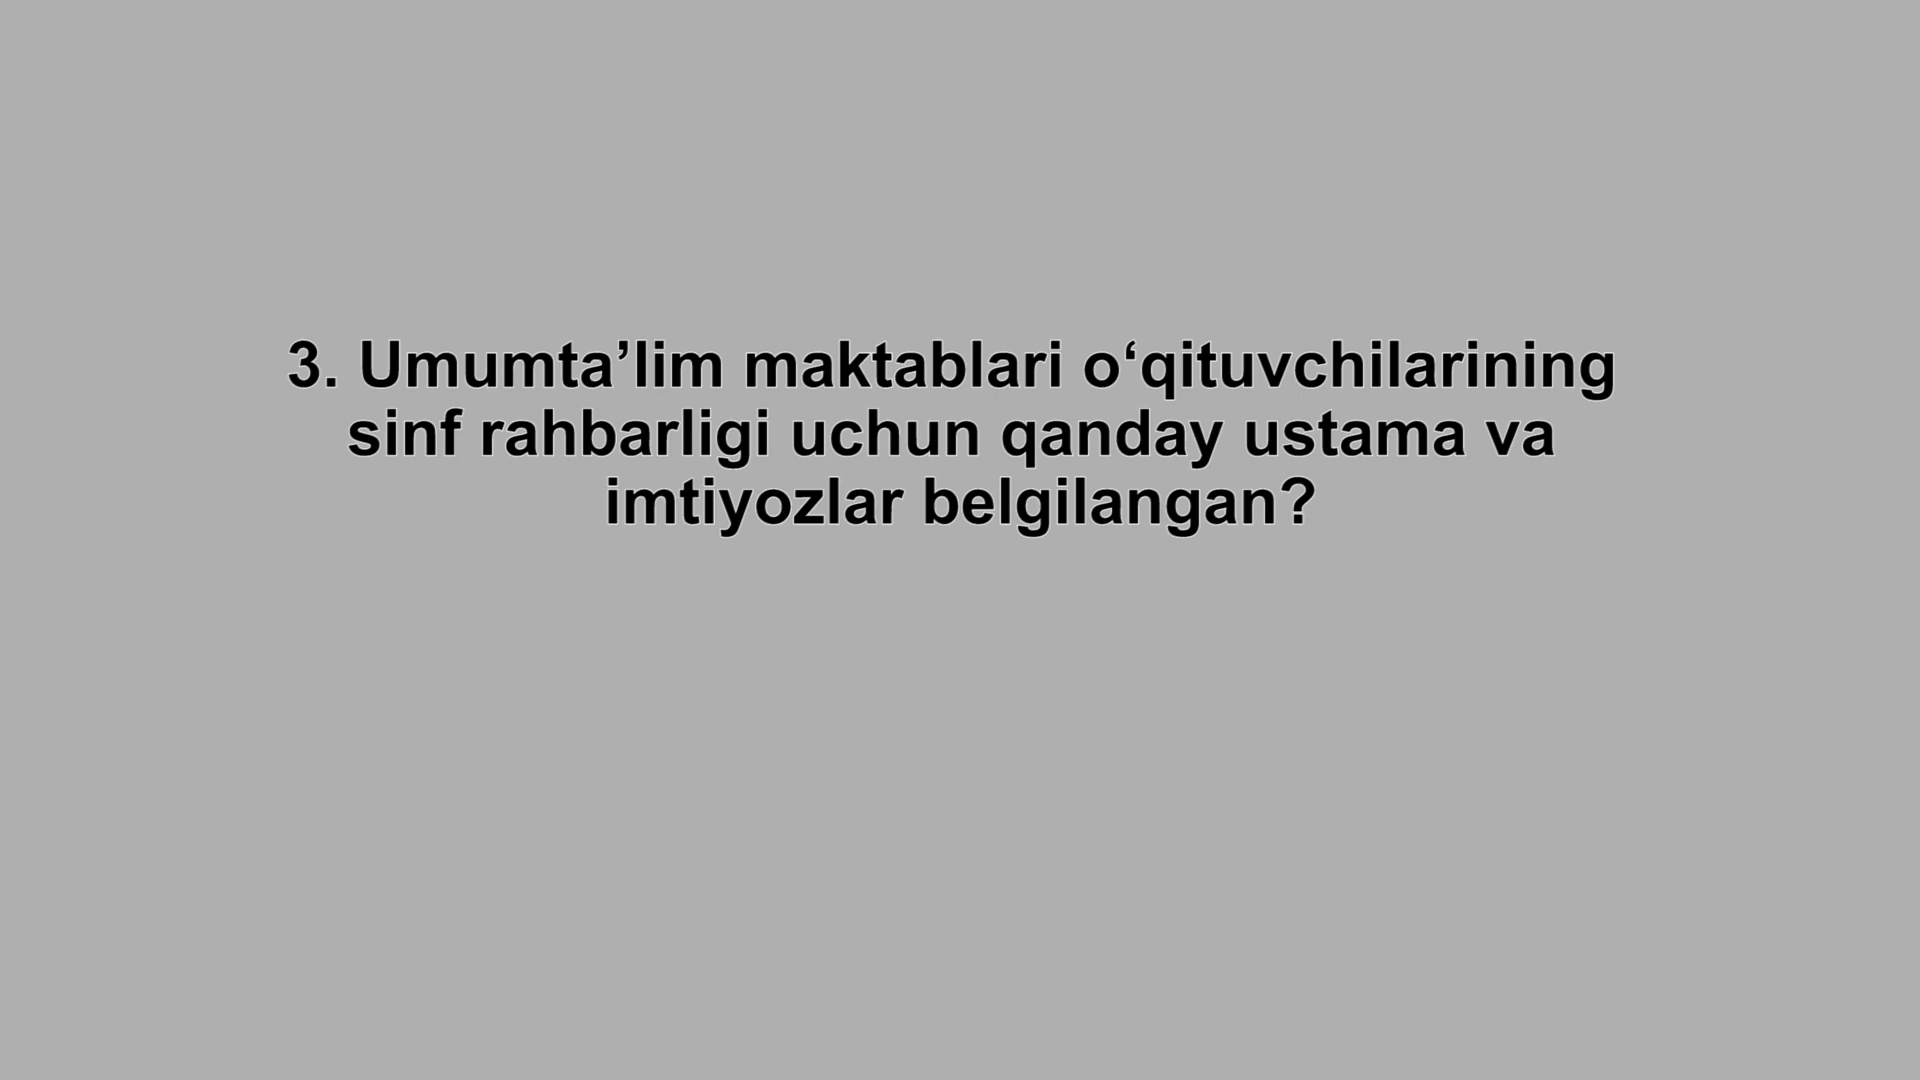 3. Umumta’lim maktablari o‘qituvchilarining
sinf rahbarligi uchun qanday ustama va
imtiyozlar belgilangan?